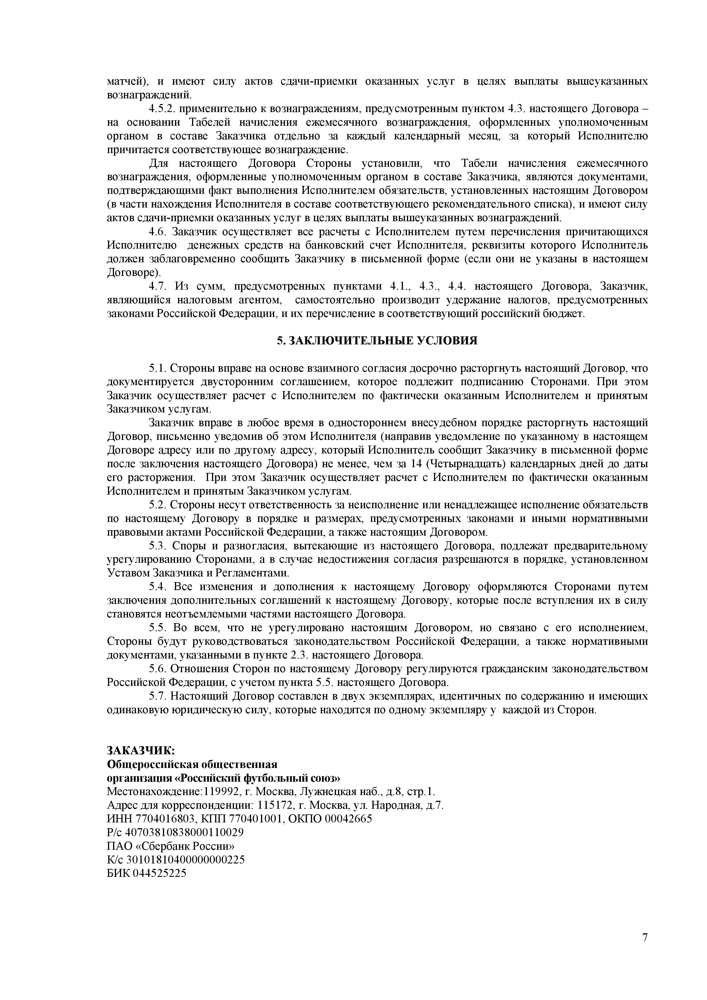 матчей), и имеют силу актов сдачи-приемки оказанных услуг в целях выплаты вышеуказанных
вознаграждений.
4.5.2. применительно к вознаграждениям, предусмотренным пунктом 4.3. настоящего Договора –
на основании Табелей начисления ежемесячного вознаграждения, оформленных уполномоченным
органом в составе Заказчика отдельно за каждый календарный месяц, за который Исполнителю
причитается соответствующее вознаграждение.
Для настоящего Договора Стороны установили, что Табели начисления ежемесячного
вознаграждения, оформленные уполномоченным органом в составе Заказчика, являются документами,
подтверждающими факт выполнения Исполнителем обязательств, установленных настоящим Договором
(в части нахождения Исполнителя в составе соответствующего рекомендательного списка), и имеют силу
актов сдачи-приемки оказанных услуг в целях выплаты вышеуказанных вознаграждений.
4.6. Заказчик осуществляет все расчеты с Исполнителем путем перечисления причитающихся
Исполнителю денежных средств на банковский счет Исполнителя, реквизиты которого Исполнитель
должен заблаговременно сообщить Заказчику в письменной форме (если они не указаны в настоящем
Договоре).
4.7. Из сумм, предусмотренных пунктами 4.1., 4.3., 4.4. настоящего Договора, Заказчик,
являющийся налоговым агентом, самостоятельно производит удержание налогов, предусмотренных
законами Российской Федерации, и их перечисление в соответствующий российский бюджет.
5. ЗАКЛЮЧИТЕЛЬНЫЕ УСЛОВИЯ
5.1. Стороны вправе на основе взаимного согласия досрочно расторгнуть настоящий Договор, что
документируется двусторонним соглашением, которое подлежит подписанию Сторонами. При этом
Заказчик осуществляет расчет с Исполнителем по фактически оказанным Исполнителем и принятым
Заказчиком услугам.
Заказчик вправе в любое время в одностороннем внесудебном порядке расторгнуть настоящий
Договор, письменно уведомив об этом Исполнителя (направив уведомление по указанному в настоящем
Договоре адресу или по другому адресу, который Исполнитель сообщит Заказчику в письменной форме
после заключения настоящего Договора) не менее, чем за 14 (Четырнадцать) календарных дней до даты
его расторжения. При этом Заказчик осуществляет расчет с Исполнителем по фактически оказанным
Исполнителем и принятым Заказчиком услугам.
5.2. Стороны несут ответственность за неисполнение или ненадлежащее исполнение обязательств
по настоящему Договору в порядке и размерах, предусмотренных законами и иными нормативными
правовыми актами Российской Федерации, а также настоящим Договором.
5.3. Споры и разногласия, вытекающие из настоящего Договора, подлежат предварительному
урегулированию Сторонами, а в случае недостижения согласия разрешаются в порядке, установленном
Уставом Заказчика и Регламентами.
5.4. Все изменения и дополнения к настоящему Договору оформляются Сторонами путем
заключения дополнительных соглашений к настоящему Договору, которые после вступления их в силу
становятся неотъемлемыми частями настоящего Договора.
5.5. Во всем, что не урегулировано настоящим Договором, но связано с его исполнением,
Стороны будут руководствоваться законодательством Российской Федерации, а также нормативными
документами, указанными в пункте 2.3. настоящего Договора.
5.6. Отношения Сторон по настоящему Договору регулируются гражданским законодательством
Российской Федерации, с учетом пункта 5.5. настоящего Договора.
5.7. Настоящий Договор составлен в двух экземплярах, идентичных по содержанию и имеющих
одинаковую юридическую силу, которые находятся по одному экземпляру у каждой из Сторон.
ЗАКАЗЧИК:
Общероссийская общественная
организация «Российский футбольный союз»
Местонахождение:119992, г. Москва, Лужнецкая наб., д.8, стр.1.
Адрес для корреспонденции: 115172, г. Москва, ул. Народная, д.7.
ИНН 7704016803, КПП 770401001, ОКПО 00042665
Р/с 40703810838000110029
ПАО «Сбербанк России»
К/с 30101810400000000225
БИК 044525225
7